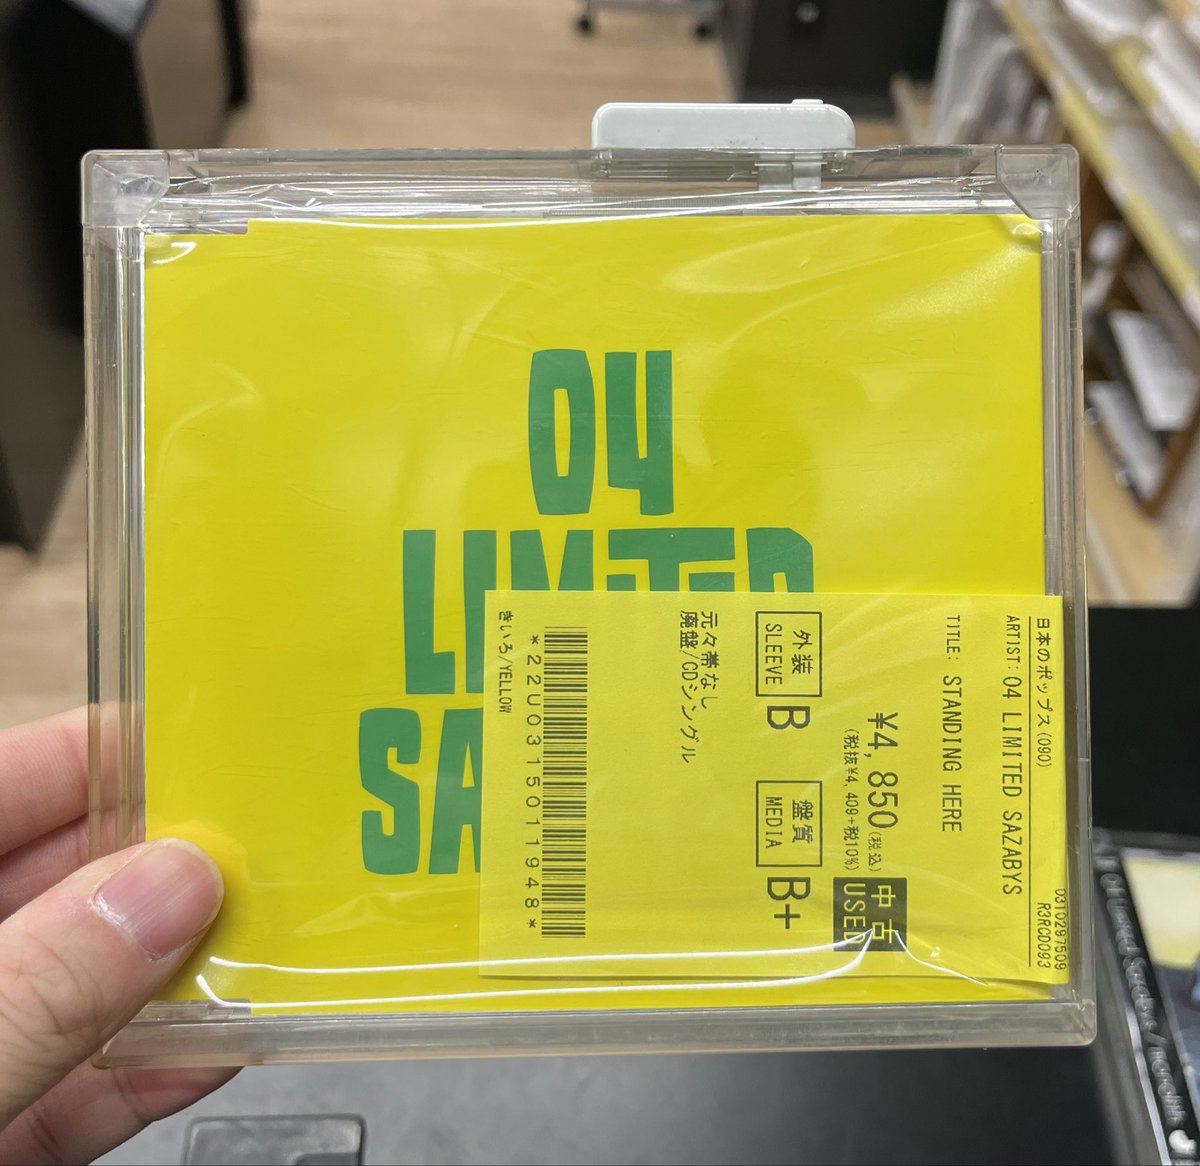 04
LIMITED
SA
日本のポップス(090)
0310297509
ARTIST: 04 LIMITED SAZABYS
R3RCD093
TITLE: STANDING HERE
¥4,850(税込)
(税抜¥4,409+税10%)
中古
USED
外装
SLEEVE
B
盤質
MEDIA
B+
元々帯なし
廃盤/CDシングル
*22U031501194​8*
きいろ/YELLOW
04 Limited Sazabys /